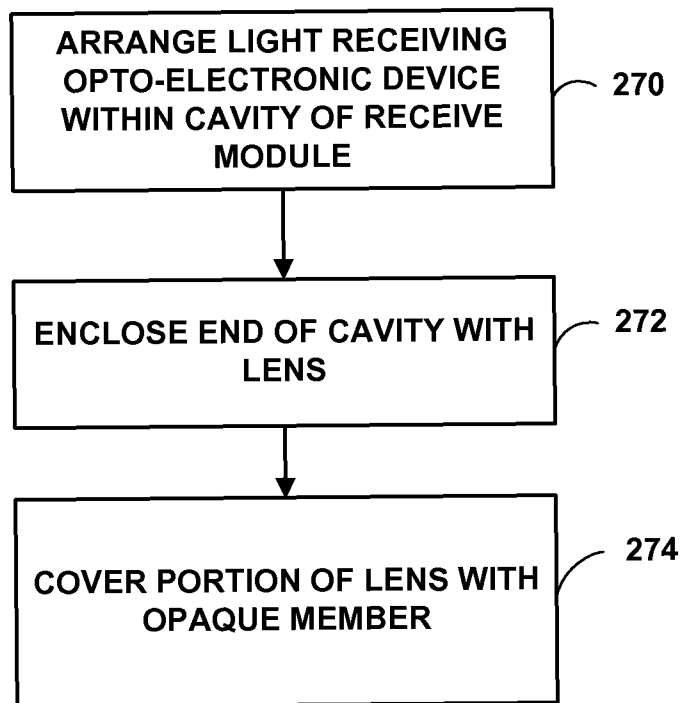 ARRANGE LIGHT RECEIVING
OPTO-ELECTRONIC DEVICE
WITHIN CAVITY OF RECEIVE
MODULE
270
ENCLOSE END OF CAVITY WITH
LENS
272
COVER PORTION OF LENS WITH
OPAQUE MEMBER
274